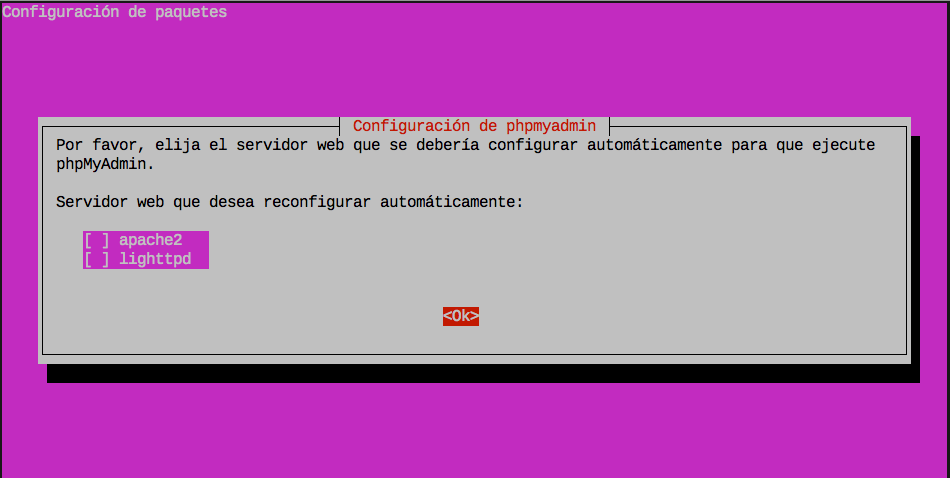 Configuración de paquetes
Configuración de phpmyadmin
Por favor, elija el servidor web que se debería configurar automáticamente para que ejecute
phpMyAdmin.
Servidor web que desea reconfigurar automáticamente:
[ ] apache2
[ ] lighttpd
<Ok>